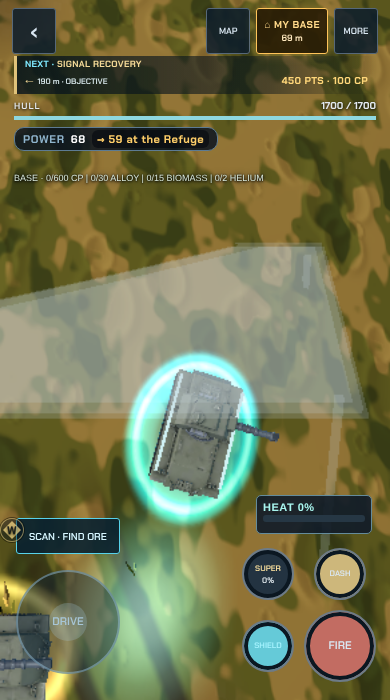 ‹
MAP
⌂ MY BASE
69 m
MORE
NEXT · SIGNAL RECOVERY
← 190 m · OBJECTIVE
450 PTS · 100 CP
HULL
1700 / 1700
POWER 68 → 59 at the Refuge
BASE · 0/600 CP | 0/30 ALLOY | 0/15 BIOMASS | 0/2 HELIUM
HEAT 0%
SCAN · FIND ORE
SUPER
0%
DASH
DRIVE
SHIELD
FIRE